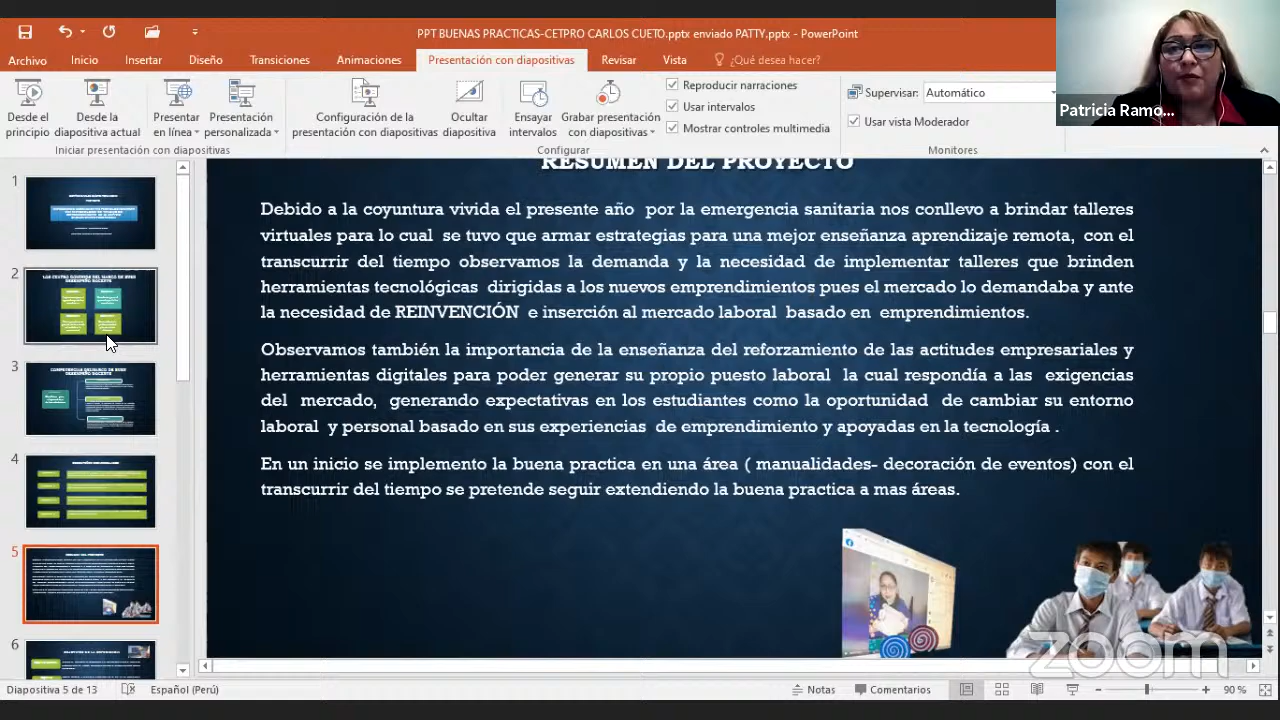 PPT BUENAS PRACTICAS-CETPRO CARLOS CUETO.pptx enviado PATTY.pptx - PowerPoint
Archivo Inicio Insertar Diseño Transiciones Animaciones Presentación con diapositivas Revisar Vista ¿Qué desea hacer?
Patricia Ramo...
Desde el principio
Desde la diapositiva actual
Presentar en línea
Presentación personalizada
Configuración de la presentación con diapositivas
Ocultar diapositiva
Ensayar intervalos
Grabar presentación con diapositivas
Reproducir narraciones
Usar intervalos
Mostrar controles multimedia
Supervisar: Automático
Usar vista Moderador
Iniciar presentación con diapositivas Configurar Monitores
1
2
3
4
5
6
RESUMEN DEL PROYECTO
Debido a la coyuntura vivida el presente año por la emergencia sanitaria nos conllevo a brindar talleres
virtuales para lo cual se tuvo que armar estrategias para una mejor enseñanza aprendizaje remota, con el
transcurrir del tiempo observamos la demanda y la necesidad de implementar talleres que brinden
herramientas tecnológicas dirigidas a los nuevos emprendimientos pues el mercado lo demandaba y ante
la necesidad de REINVENCIÓN e inserción al mercado laboral basado en emprendimientos.
Observamos también la importancia de la enseñanza del reforzamiento de las actitudes empresariales y
herramientas digitales para poder generar su propio puesto laboral la cual respondía a las exigencias
del mercado, generando expectativas en los estudiantes como la oportunidad de cambiar su entorno
laboral y personal basado en sus experiencias de emprendimiento y apoyadas en la tecnología .
En un inicio se implemento la buena practica en una área ( manualidades- decoración de eventos) con el
transcurrir del tiempo se pretende seguir extendiendo la buena practica a mas áreas.
zoom
Diapositiva 5 de 13 Español (Perú) Notas Comentarios 90 %